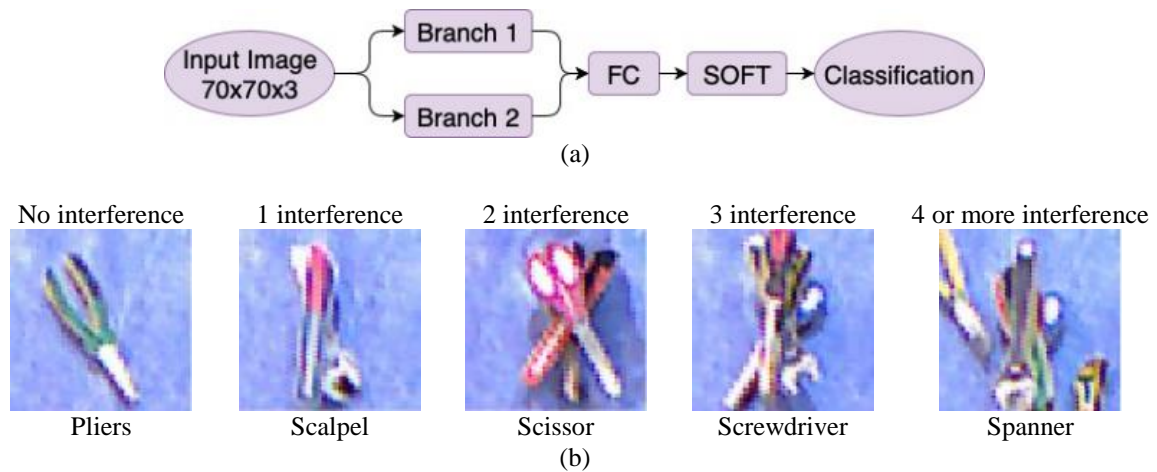 Input Image
70x70x3
Branch 1
Branch 2
FC
SOFT
Classification
(a)
No interference
1 interference
2 interference
3 interference
4 or more interference
Pliers
Scalpel
Scissor
Screwdriver
Spanner
(b)